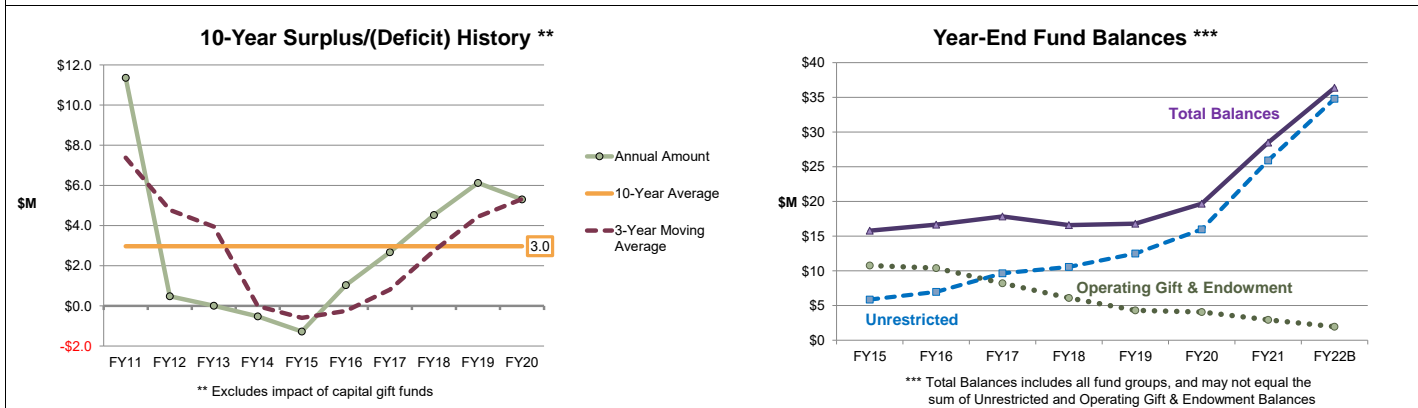 10-Year Surplus/(Deficit) History **
$12.0
$10.0
$8.0
$6.0
$4.0
$2.0
$0.0
-$2.0
$M
FY11 FY12 FY13 FY14 FY15 FY16 FY17 FY18 FY19 FY20
3.0
Annual Amount
10-Year Average
3-Year Moving
Average
** Excludes impact of capital gift funds
Year-End Fund Balances ***
$40
$35
$30
$25
$20
$15
$10
$5
$0
$M
Total Balances
Operating Gift & Endowment
Unrestricted
FY15 FY16 FY17 FY18 FY19 FY20 FY21 FY22B
*** Total Balances includes all fund groups, and may not equal the
sum of Unrestricted and Operating Gift & Endowment Balances